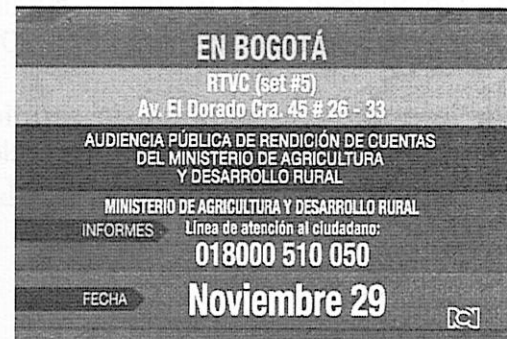 EN BOGOTÁ
RTVC (set #5)
Av. El Dorado Cra. 45 # 26 - 33
AUDIENCIA PÚBLICA DE RENDICIÓN DE CUENTAS
DEL MINISTERIO DE AGRICULTURA
Y DESARROLLO RURAL
MINISTERIO DE AGRICULTURA Y DESARROLLO RURAL
INFORMES Línea de atención al ciudadano:
018000 510 050
FECHA Noviembre 29
RCN